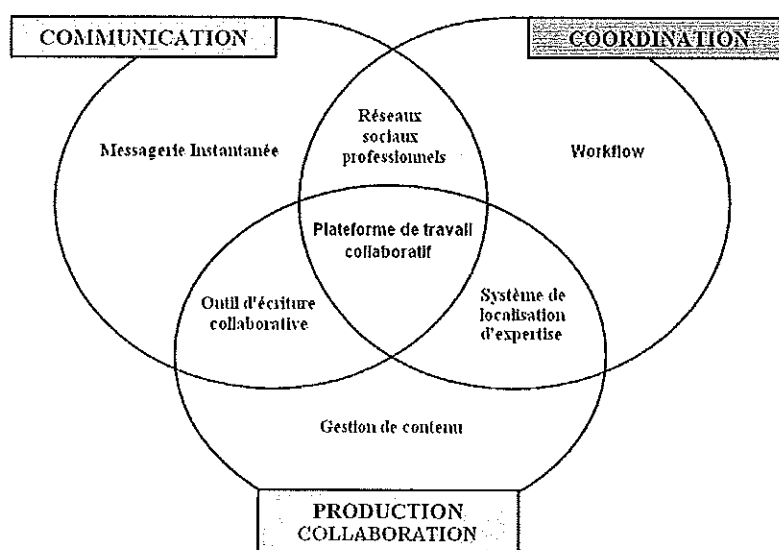 COMMUNICATION
COORDINATION
Réseaux
sociaux
professionnels
Messagerie Instantanée
Workflow
Plateforme de travail
collaboratif
Outil d'écriture
collaborative
Système de
localisation
d'expertise
Gestion de contenu
PRODUCTION
COLLABORATION